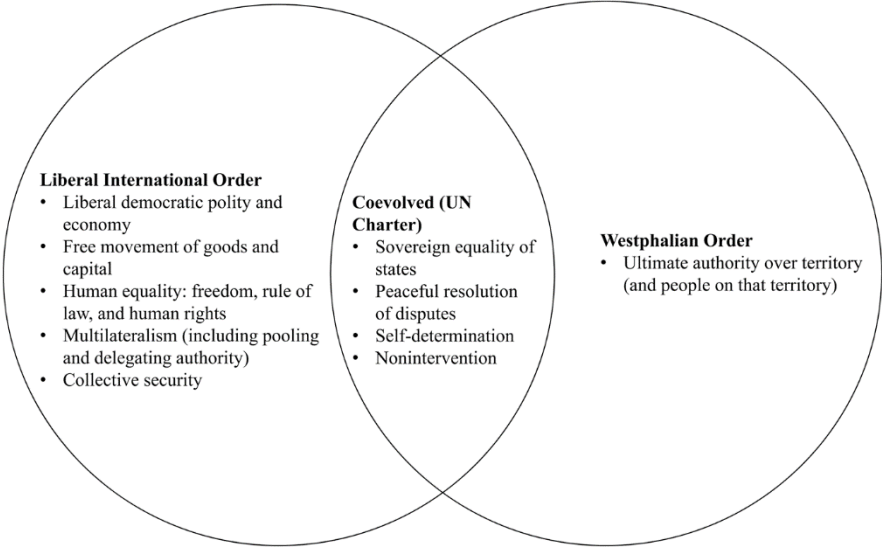 Liberal International Order
• Liberal democratic polity and
economy
• Free movement of goods and
capital
• Human equality: freedom, rule of
law, and human rights
• Multilateralism (including pooling
and delegating authority)
• Collective security
Coevolved (UN
Charter)
• Sovereign equality of
states
• Peaceful resolution
of disputes
• Self-determination
• Nonintervention
Westphalian Order
• Ultimate authority over territory
(and people on that territory)